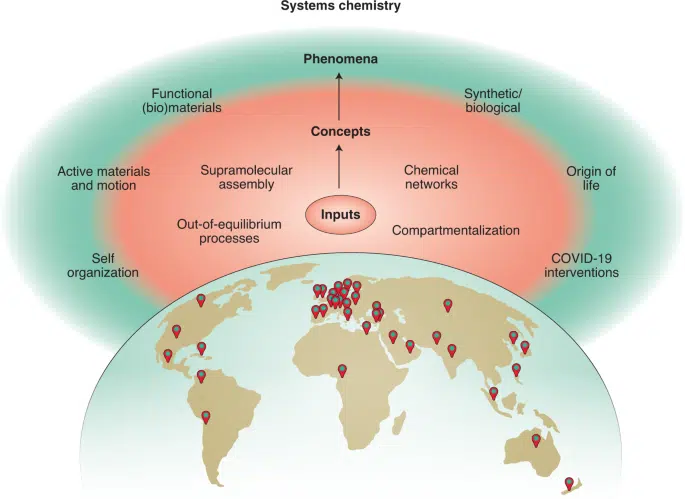 Systems chemistry
Phenomena
Functional
(bio)materials
Synthetic/
biological
Concepts
Active materials
and motion
Supramolecular
assembly
Chemical
networks
Origin of
life
Inputs
Out-of-equilibrium
processes
Compartmentalization
Self
organization
COVID-19
interventions